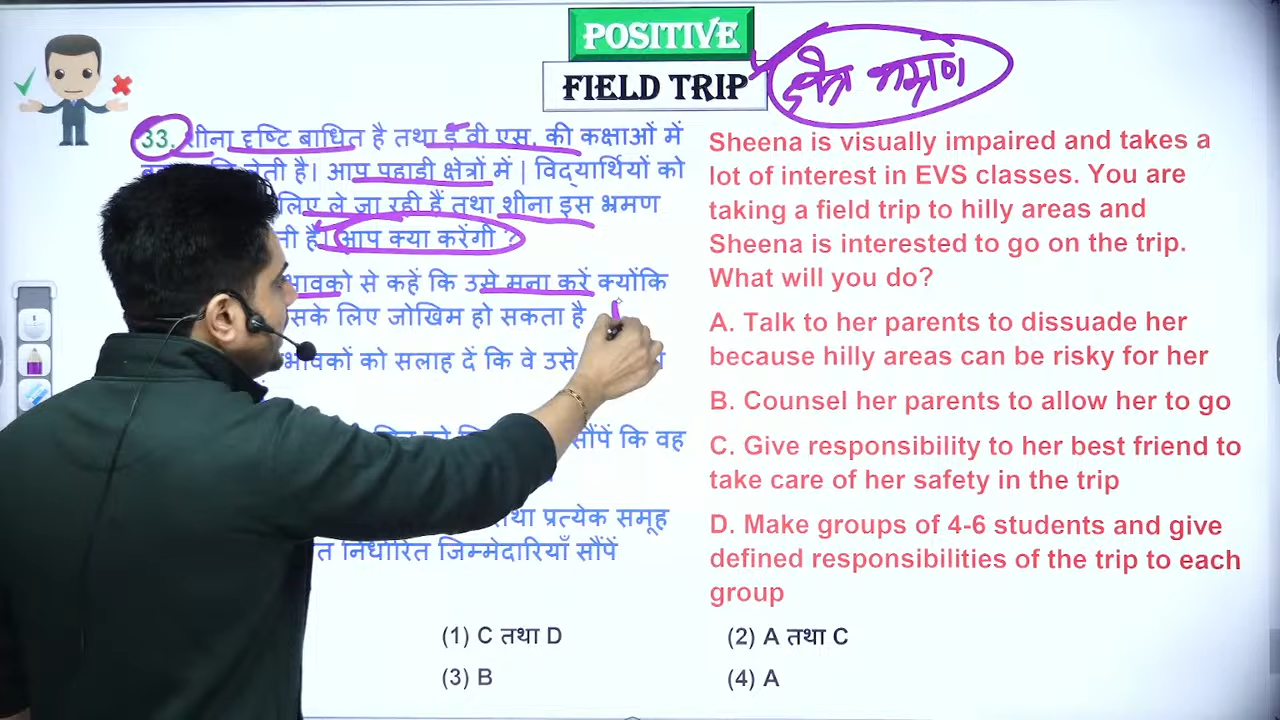 POSITIVE
FIELD TRIP
क्षेत्र भ्रमण
33. शीना दृष्टि बाधित है तथा ई वी एस. की कक्षाओं में
लेती है। आप पहाडी क्षेत्रों में | विद्यार्थियों को
लिए ले जा रही हैं तथा शीना इस भ्रमण
है। आप क्या करेंगी ?
से कहें कि उसे मना करें क्योंकि
लिए जोखिम हो सकता है
को सलाह दें कि वे उसे
सौंपें कि वह
तथा प्रत्येक समूह
निर्धारित जिम्मेदारियाँ सौंपें
Sheena is visually impaired and takes a
lot of interest in EVS classes. You are
taking a field trip to hilly areas and
Sheena is interested to go on the trip.
What will you do?
A. Talk to her parents to dissuade her
because hilly areas can be risky for her
B. Counsel her parents to allow her to go
C. Give responsibility to her best friend to
take care of her safety in the trip
D. Make groups of 4-6 students and give
defined responsibilities of the trip to each
group
(1) C तथा D
(2) A तथा C
(3) B
(4) A